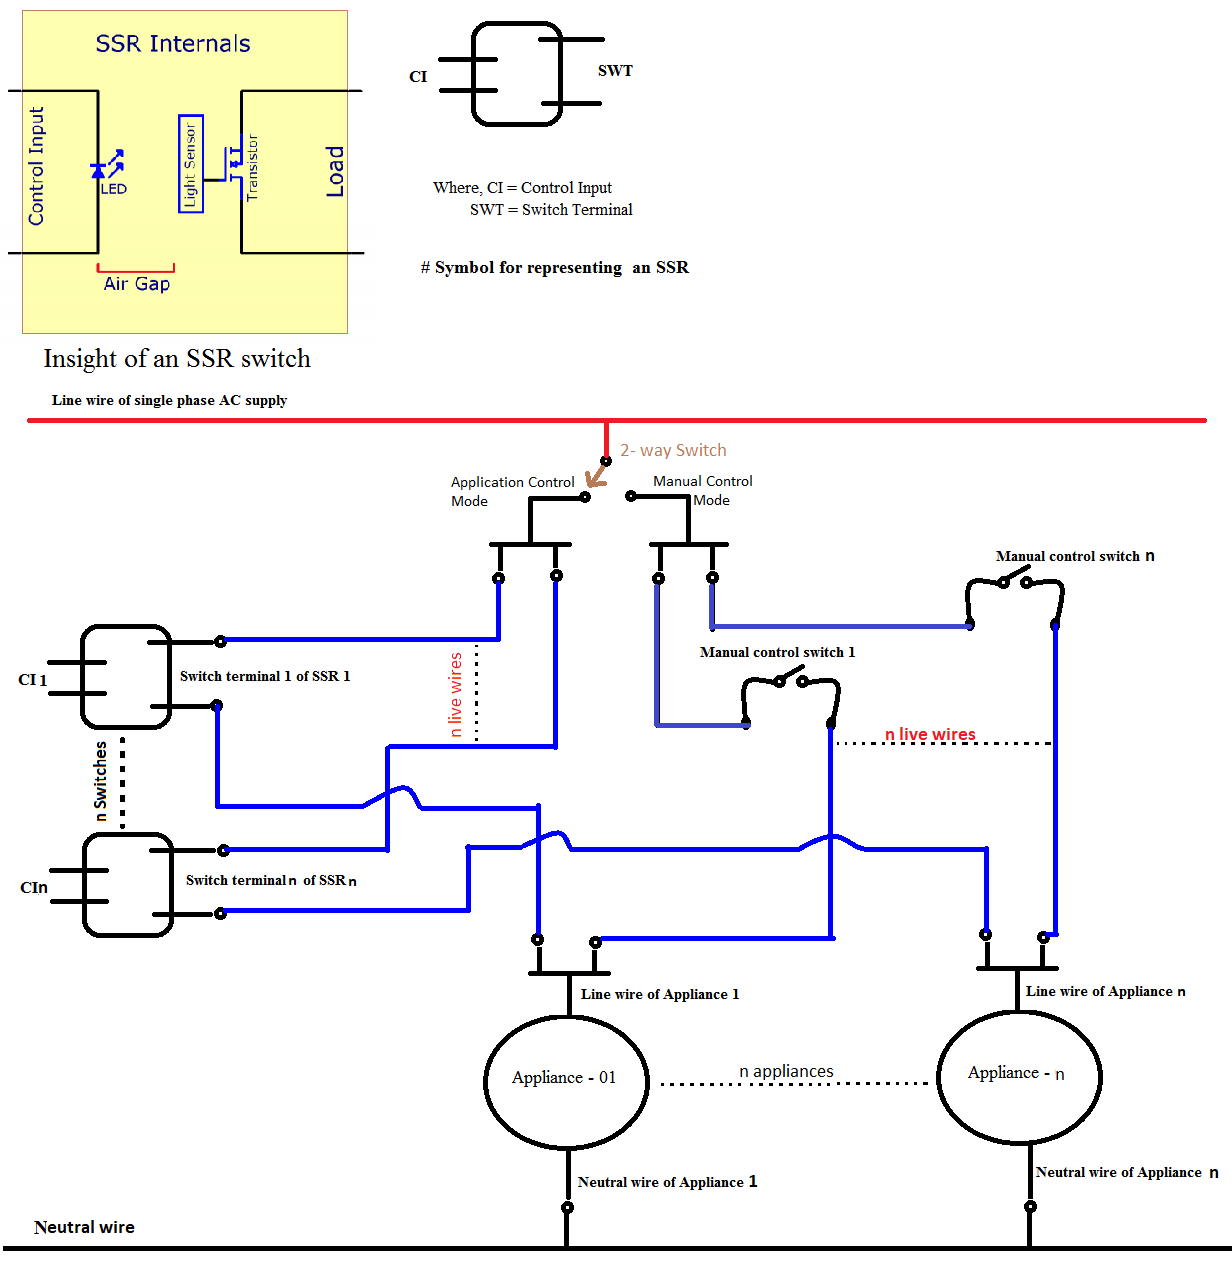 SSR Internals
Control Input
LED
Light Sensor
Transistor
Load
Air Gap
Insight of an SSR switch
CI
SWT
Where, CI = Control Input
SWT = Switch Terminal
# Symbol for representing an SSR
Line wire of single phase AC supply
2- way Switch
Application Control
Mode
Manual Control
Mode
Manual control switch n
Manual control switch 1
CI 1
Switch terminal 1 of SSR 1
n live wires
n live wires
n Switches
CIn
Switch terminal n of SSR n
Line wire of Appliance 1
Line wire of Appliance n
Appliance - 01
n appliances
Appliance - n
Neutral wire of Appliance 1
Neutral wire of Appliance n
Neutral wire